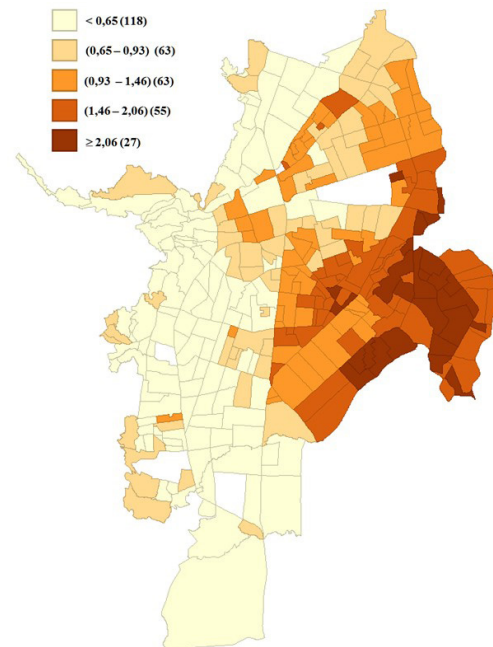 < 0,65 (118)
(0,65 – 0,93) (63)
(0,93 – 1,46) (63)
(1,46 – 2,06) (55)
≥ 2,06 (27)